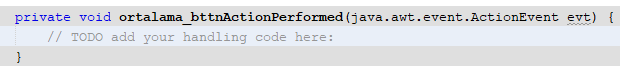 private void ortalama_bttnActionPerformed(java.awt.event.ActionEvent evt) {
    // TODO add your handling code here:
}